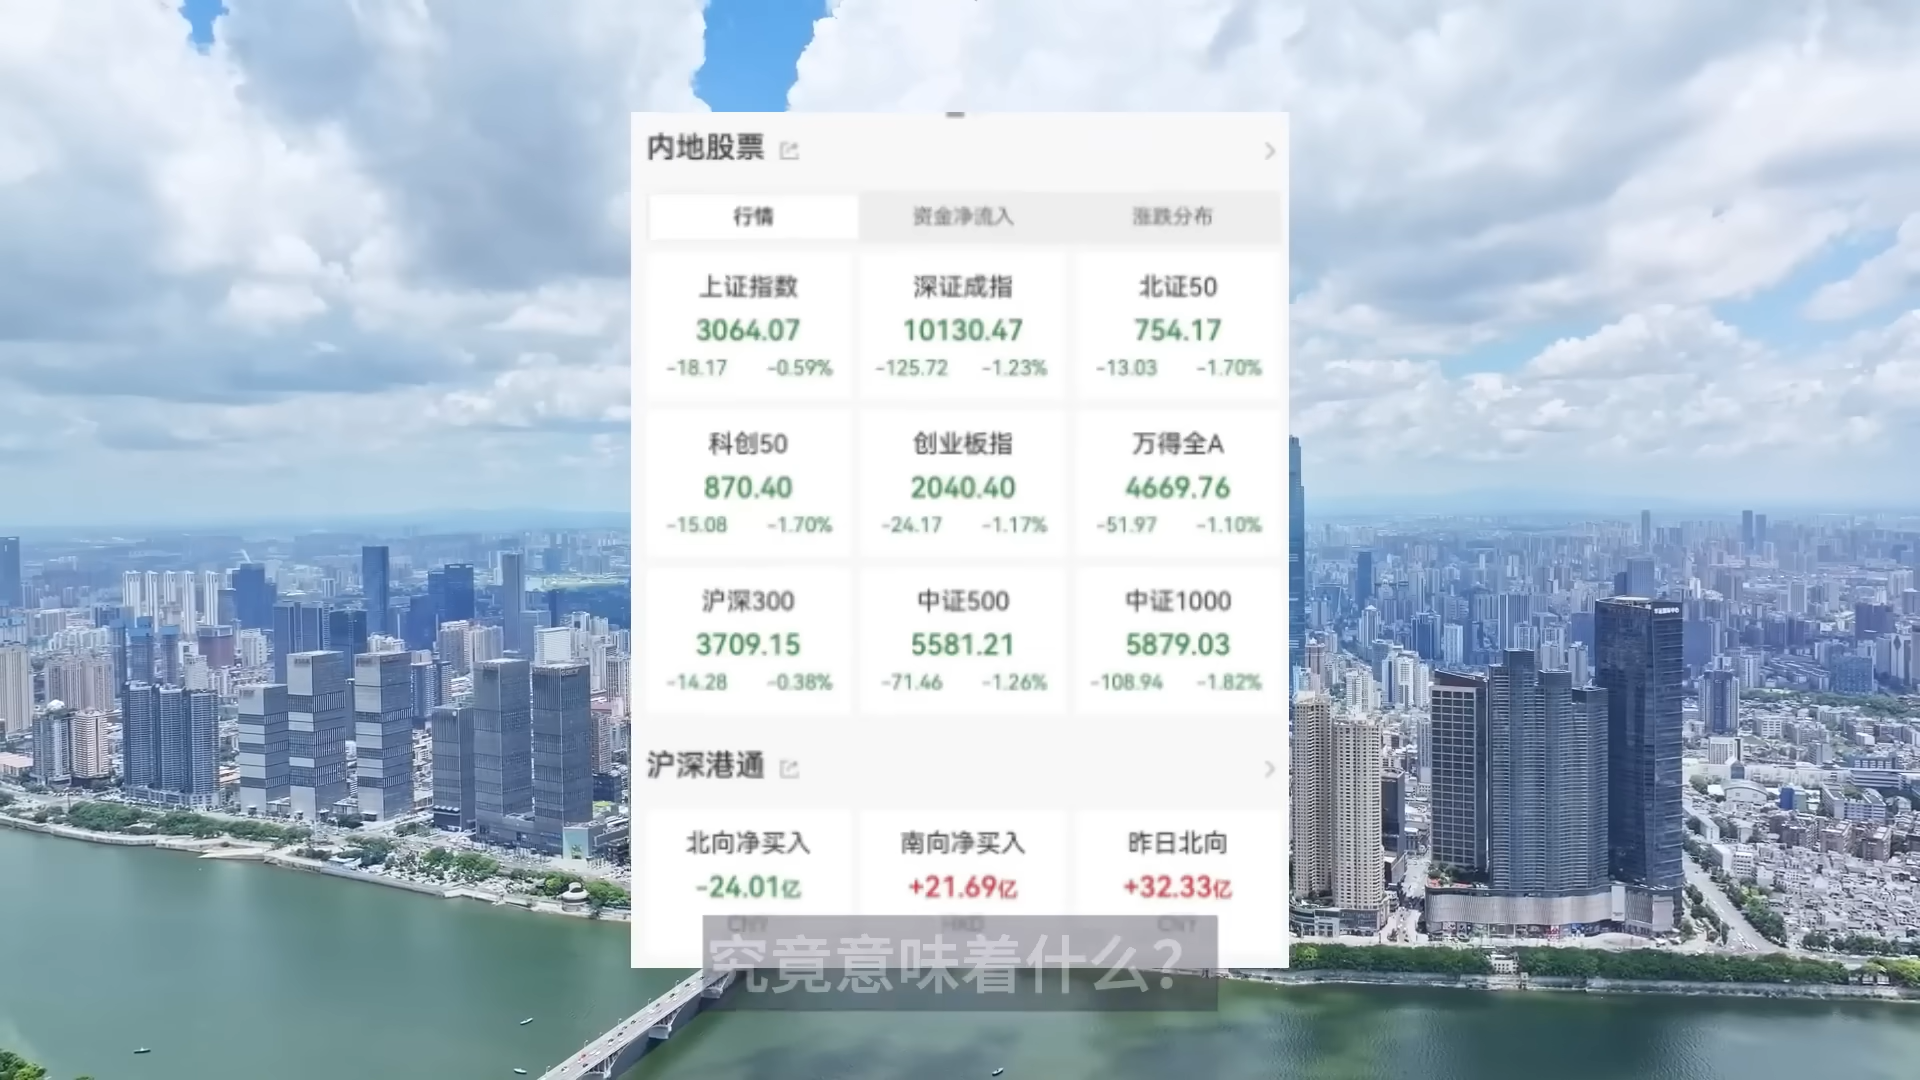 内地股票
行情 资金净流入 涨跌分布
上证指数 深证成指 北证50
3064.07 10130.47 754.17
-18.17 -0.59% -125.72 -1.23% -13.03 -1.70%
科创50 创业板指 万得全A
870.40 2040.40 4669.76
-15.08 -1.70% -24.17 -1.17% -51.97 -1.10%
沪深300 中证500 中证1000
3709.15 5581.21 5879.03
-14.28 -0.38% -71.46 -1.26% -108.94 -1.82%
沪深港通
北向净买入 南向净买入 昨日北向
-24.01亿 +21.69亿 +32.33亿
CNY HKD CNY
究竟意味着什么？